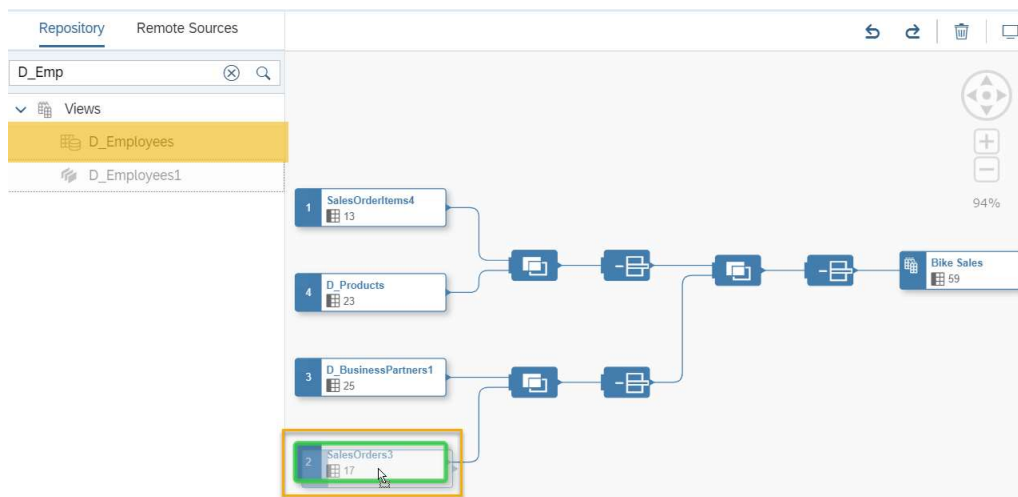 Repository Remote Sources
D_Emp
Views
D_Employees
D_Employees1
94%
1 SalesOrderItems4
13
4 D_Products
23
3 D_BusinessPartners1
25
2 SalesOrders3
17
Bike Sales
59